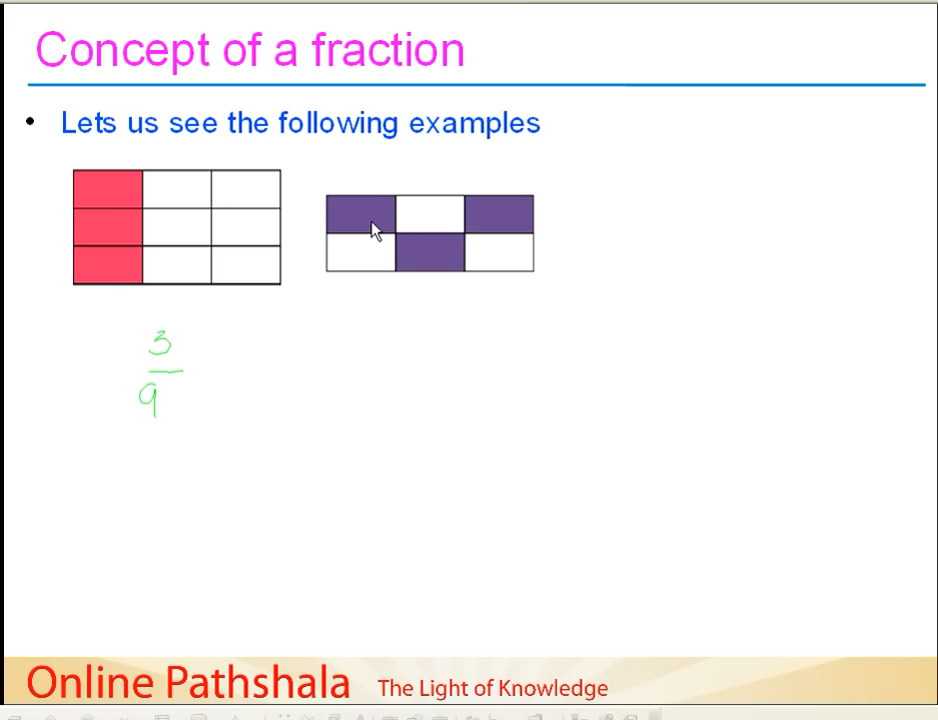 Concept of a fraction
• Lets us see the following examples
3
9
Online Pathshala The Light of Knowledge